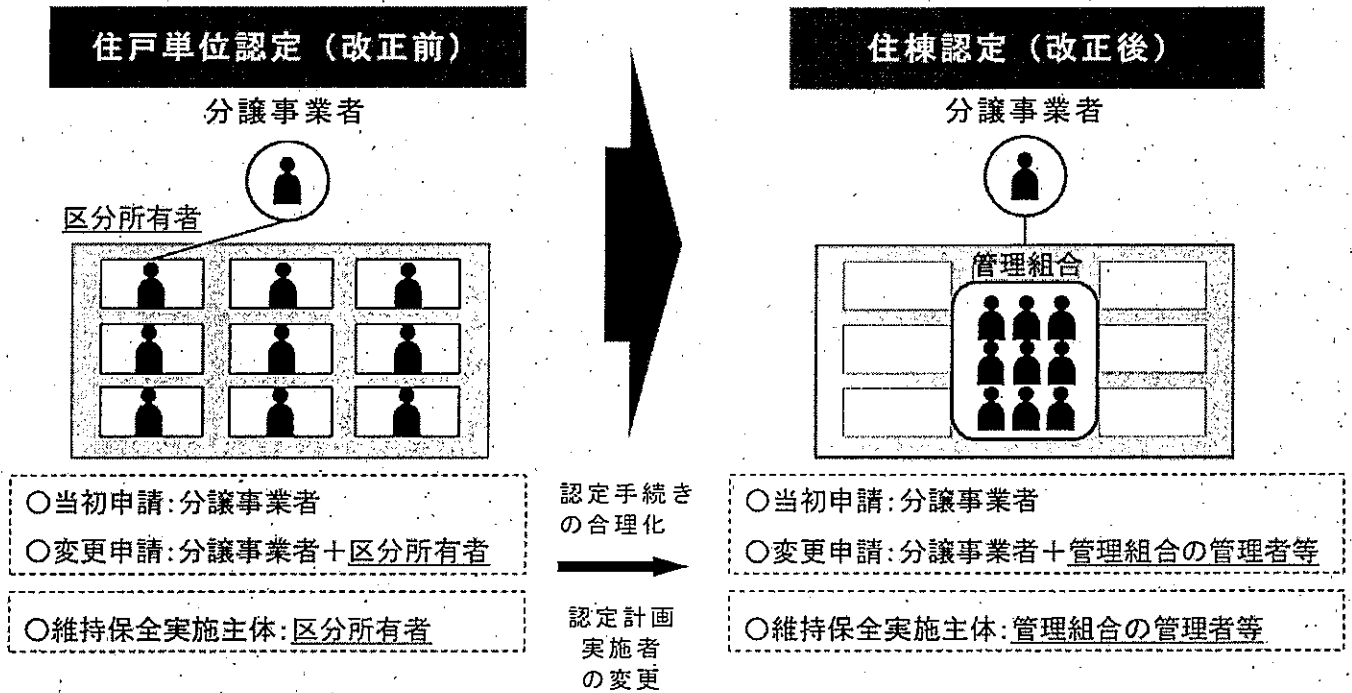 住戸単位認定（改正前）
分譲事業者
区分所有者
○当初申請：分譲事業者
○変更申請：分譲事業者＋区分所有者
○維持保全実施主体：区分所有者
認定手続き
の合理化
認定計画
実施者
の変更
住棟認定（改正後）
分譲事業者
管理組合
○当初申請：分譲事業者
○変更申請：分譲事業者＋管理組合の管理者等
○維持保全実施主体：管理組合の管理者等